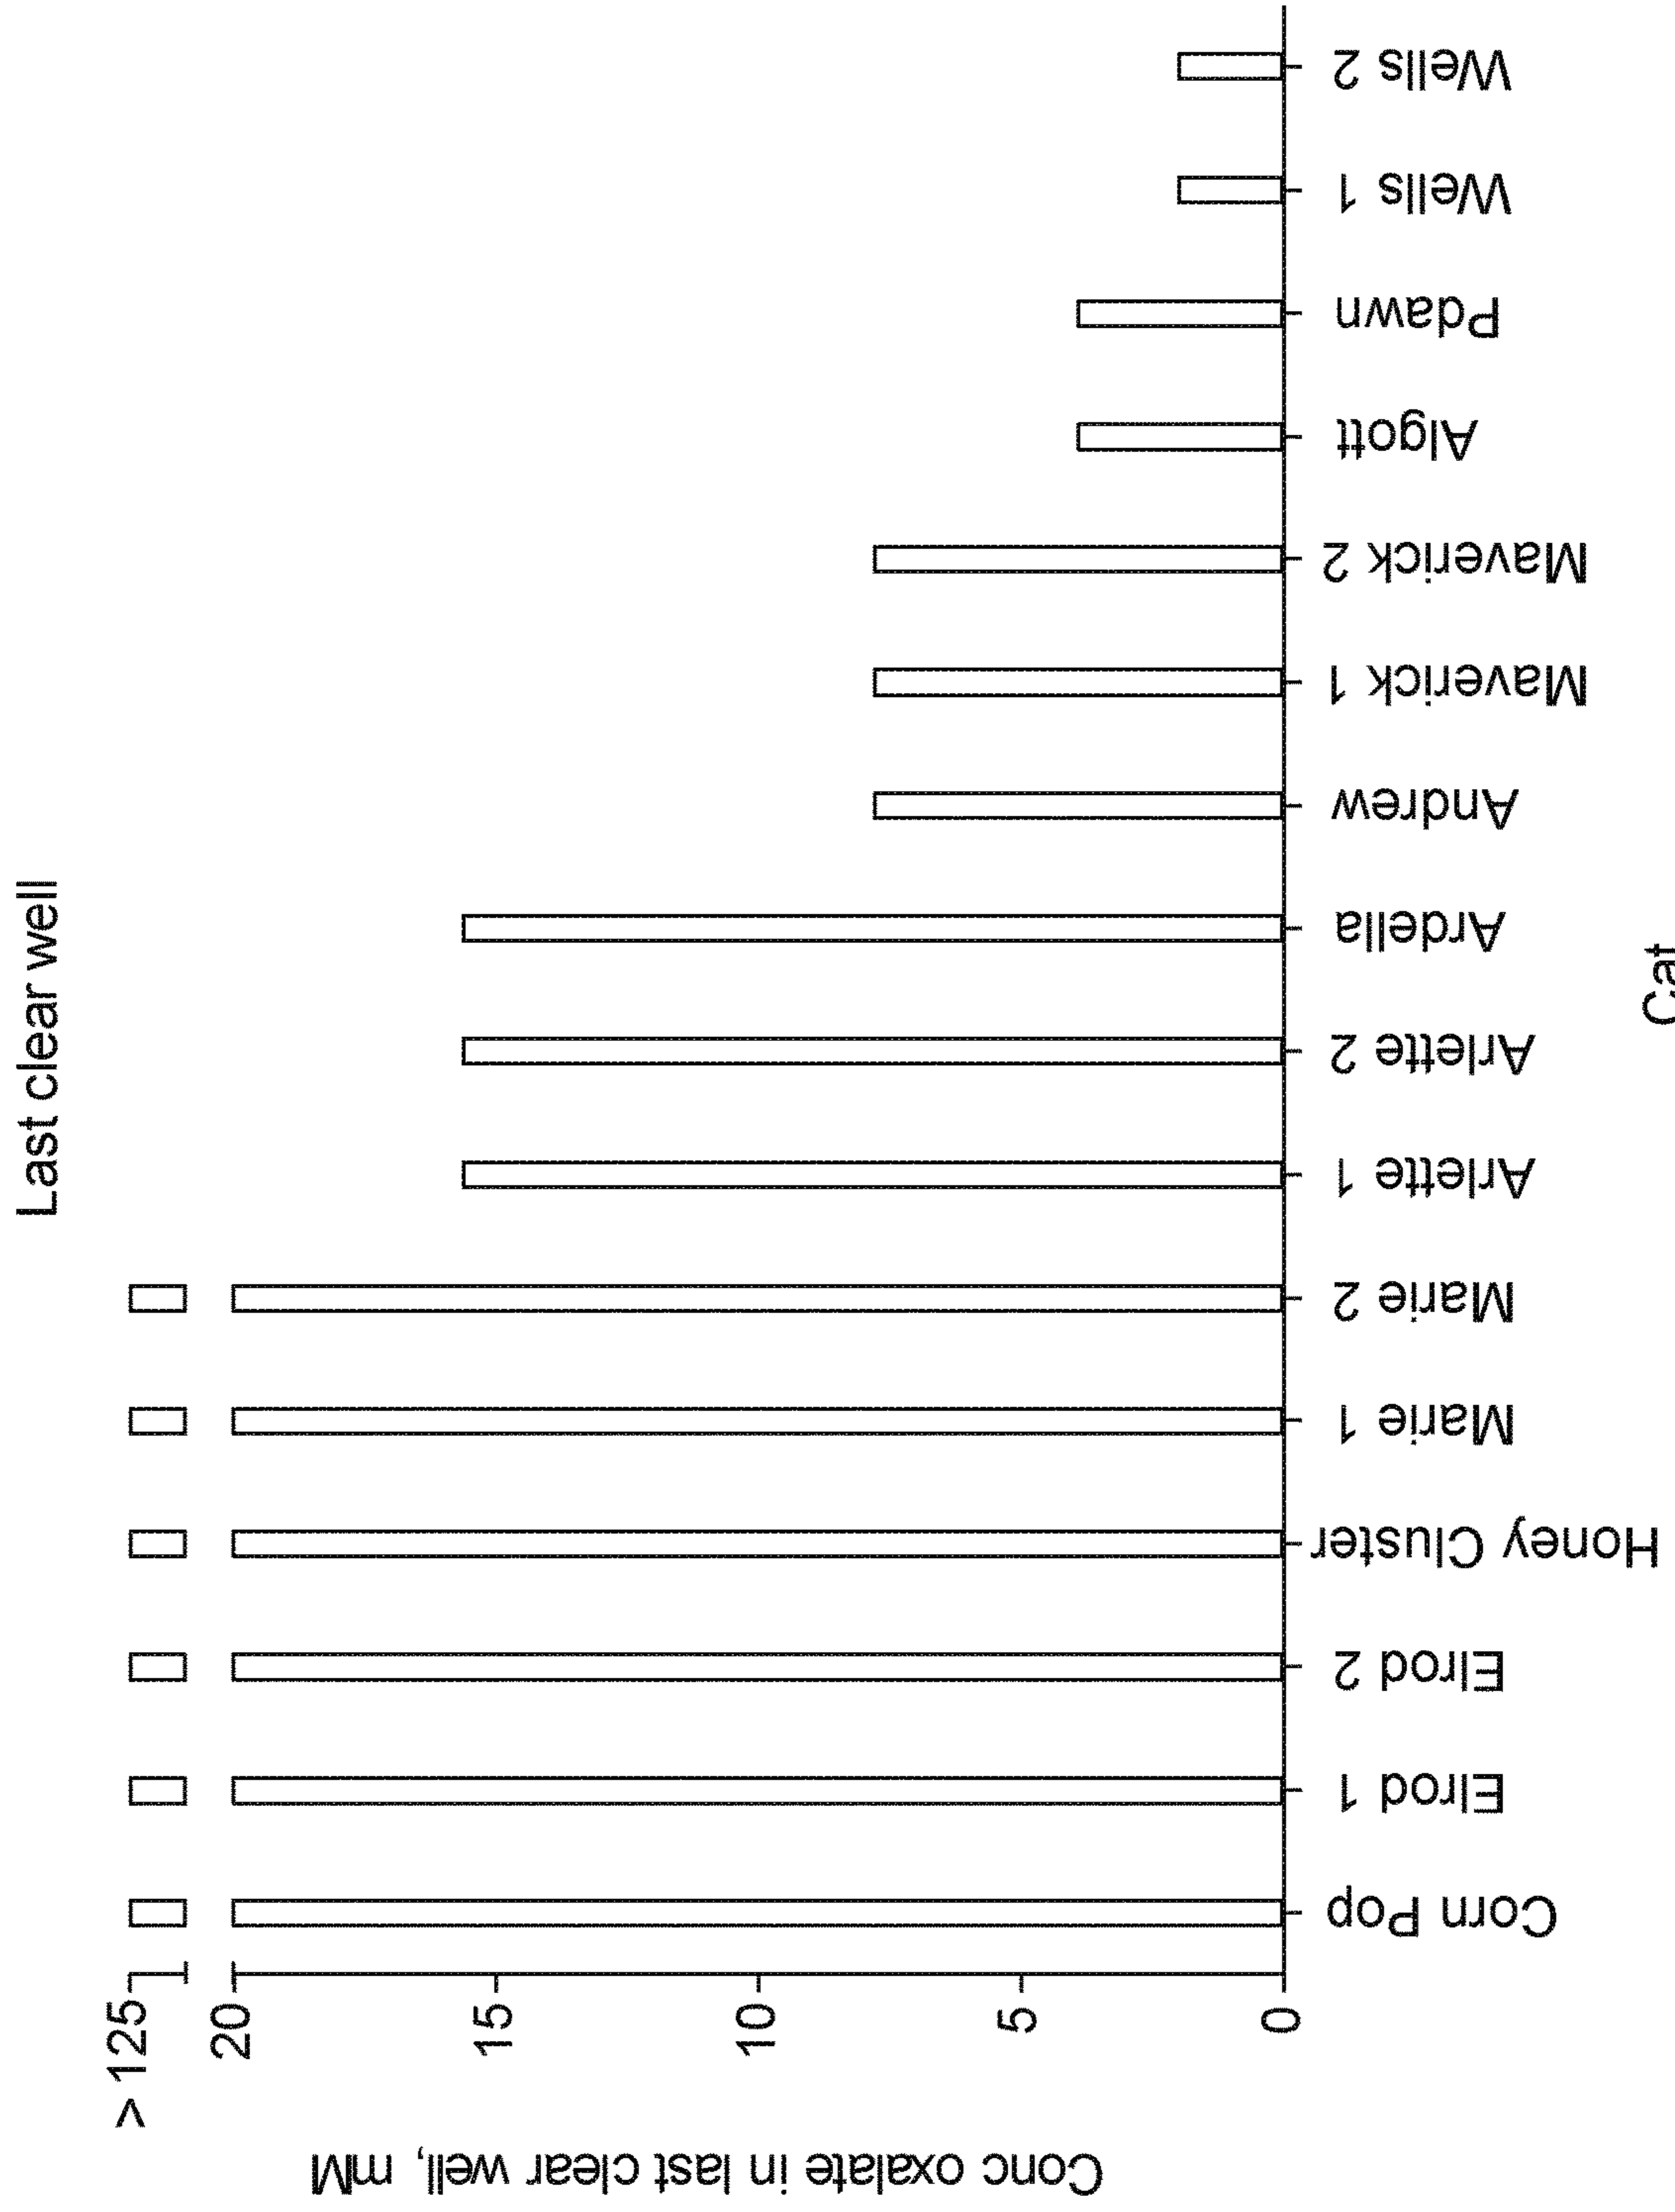 Last clear well
Conc oxalate in last clear well, mM
> 125
20
15
10
5
0
Corn Pop
Elrod 1
Elrod 2
Honey Cluster
Marie 1
Marie 2
Arlette 1
Arlette 2
Ardella
Andrew
Maverick 1
Maverick 2
Algott
Pdawn
Wells 1
Wells 2
Cat